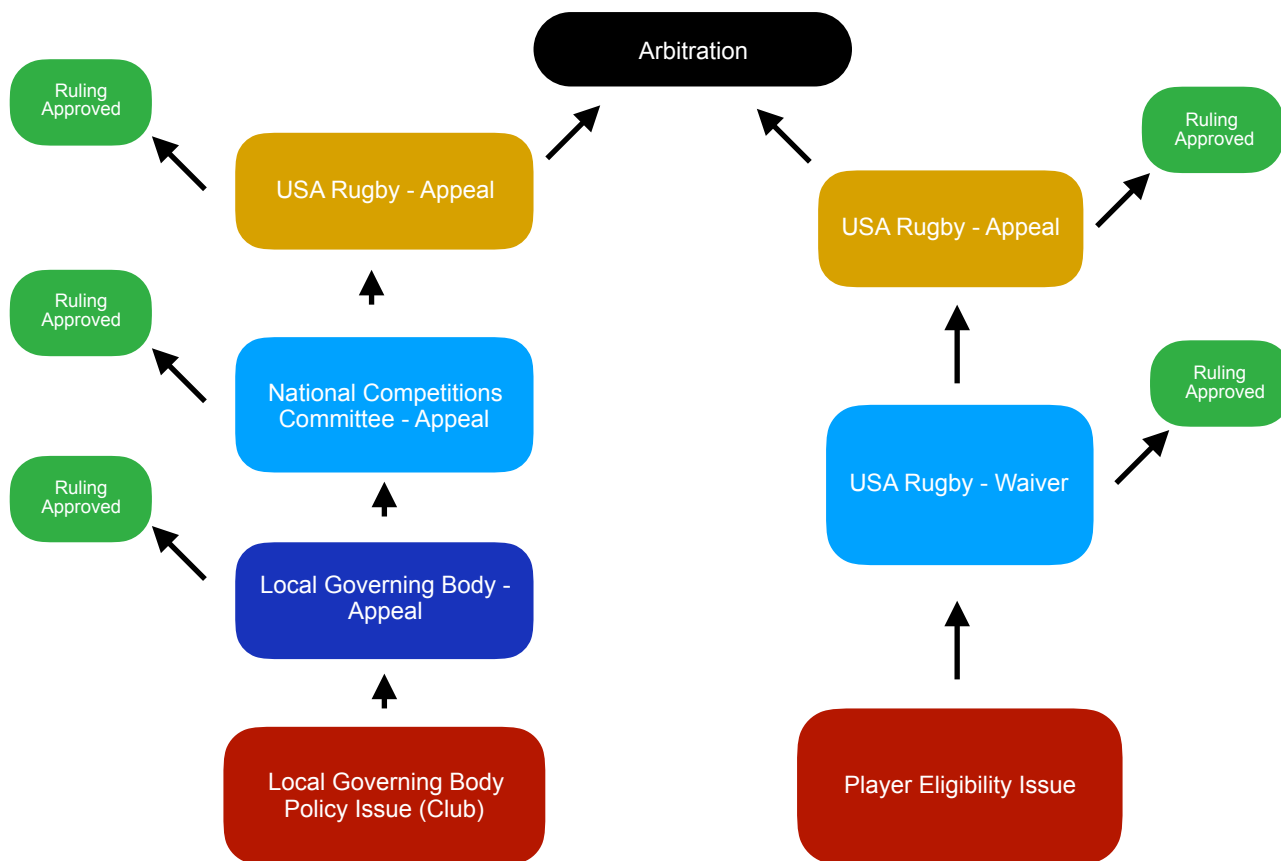 Arbitration
Ruling
Approved
USA Rugby - Appeal
Ruling
Approved
USA Rugby - Appeal
Ruling
Approved
National Competitions
Committee - Appeal
Ruling
Approved
USA Rugby - Waiver
Ruling
Approved
Local Governing Body -
Appeal
Local Governing Body
Policy Issue (Club)
Player Eligibility Issue